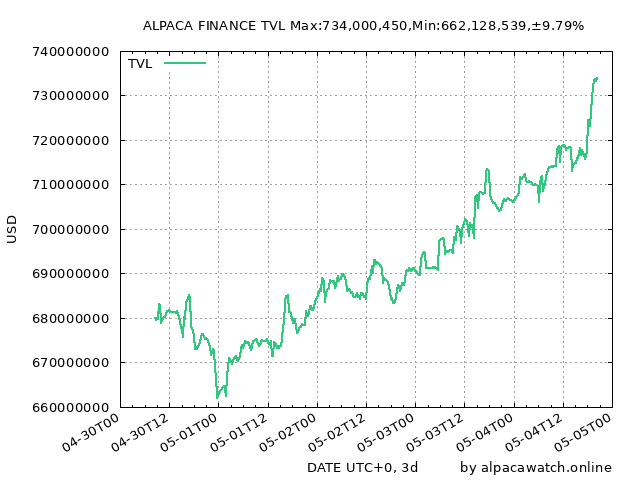 ALPACA FINANCE TVL Max:734,000,450,Min:662,128,539,±9.79%
740000000
TVL
730000000
720000000
710000000
700000000
USD
690000000
680000000
670000000
660000000
04-30T00 04-30T12 05-01T00 05-01T12 05-02T00 05-02T12 05-03T00 05-03T12 05-04T00 05-04T12 05-05T00
DATE UTC+0, 3d by alpacawatch.online